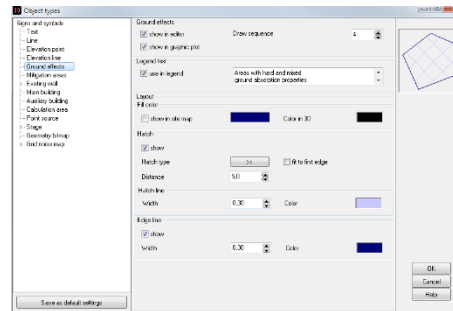 Object types
Signs and symbols
Text
Line
Elevation point
Elevation line
Ground effects
Mitigation areas
Existing wall
Main building
Auxiliary building
Calculation area
Point source
Stage
Geometry bitmap
Grid noise map
Save as default settings
Ground effects
show in editor
Draw sequence
4
show in graphic plot
Legend text
use in legend
Areas with hard and mixed
ground absorption properties
Layout
Fill color
show in site map
Color in 3D
Hatch
show
Hatch type
>>
fit to first edge
Distance
5.0
Hatch line
Width
0.30
Color
Edge line
show
Width
0.30
Color
OK
Cancel
Help